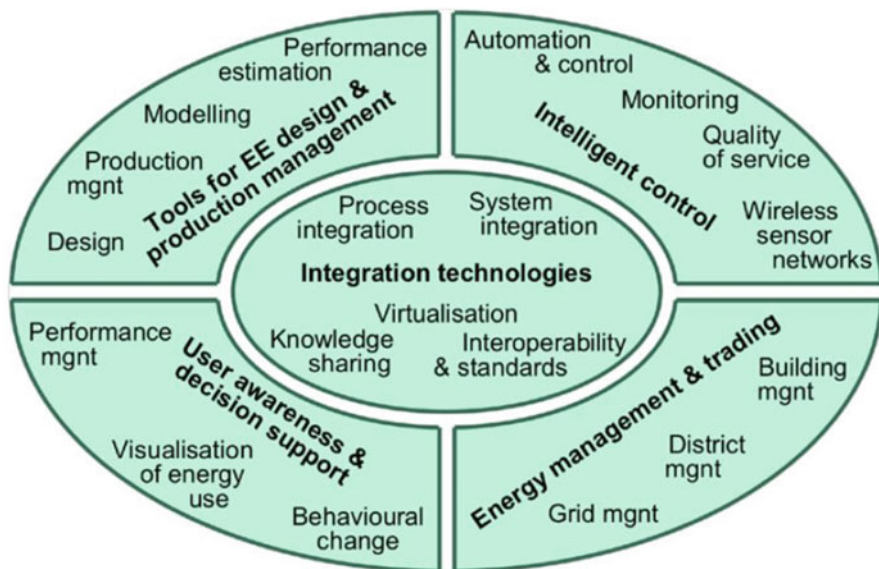 Performance
estimation
Modelling
Production
mgnt
Design
Tools for EE design &
production management
Automation
& control
Monitoring
Quality
of service
Wireless
sensor
networks
Intelligent control
Process
integration
System
integration
Integration technologies
Virtualisation
Knowledge
sharing
Interoperability
& standards
Performance
mgnt
User awareness &
decision support
Visualisation
of energy
use
Behavioural
change
Energy management & trading
Building
mgnt
District
mgnt
Grid mgnt